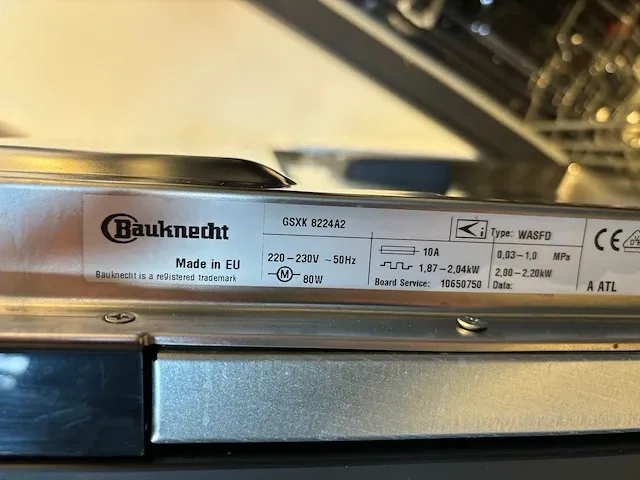 Bauknecht
Made in EU
Bauknecht is a registered trademark
GSXK 8224A2
220-230V ~50Hz
M 80W
10A
1,87-2,04kW
Board Service: 10650750
i Type: WASFD
0,03-1,0 MPa
2,00-2,20kW
Data:
CE
A ATL